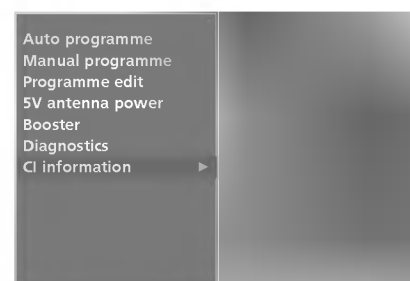 Auto programme
Manual programme
Programme edit
5V antenna power
Booster
Diagnostics
CI information